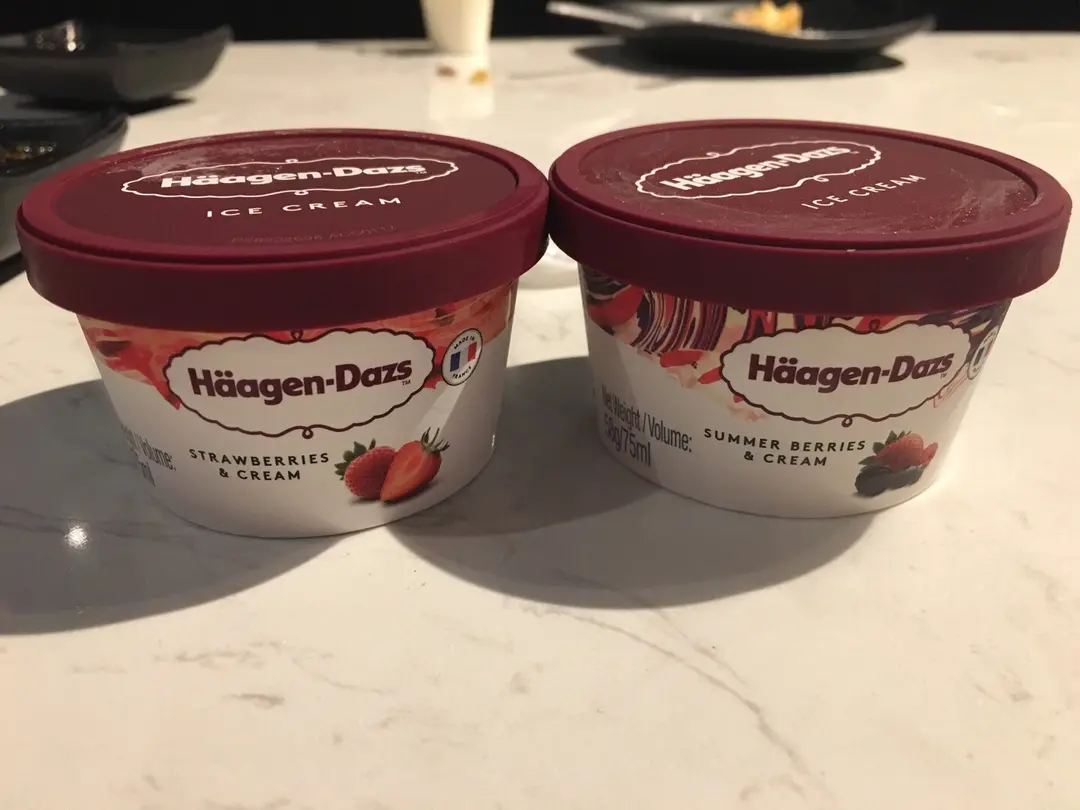 Häagen-Dazs
ICE CREAM
Häagen-Dazs™
MADE IN
FRANCE
STRAWBERRIES
& CREAM
Häagen-Dazs
ICE CREAM
Häagen-Dazs
Net Weight/Volume:
75ml
SUMMER BERRIES
& CREAM